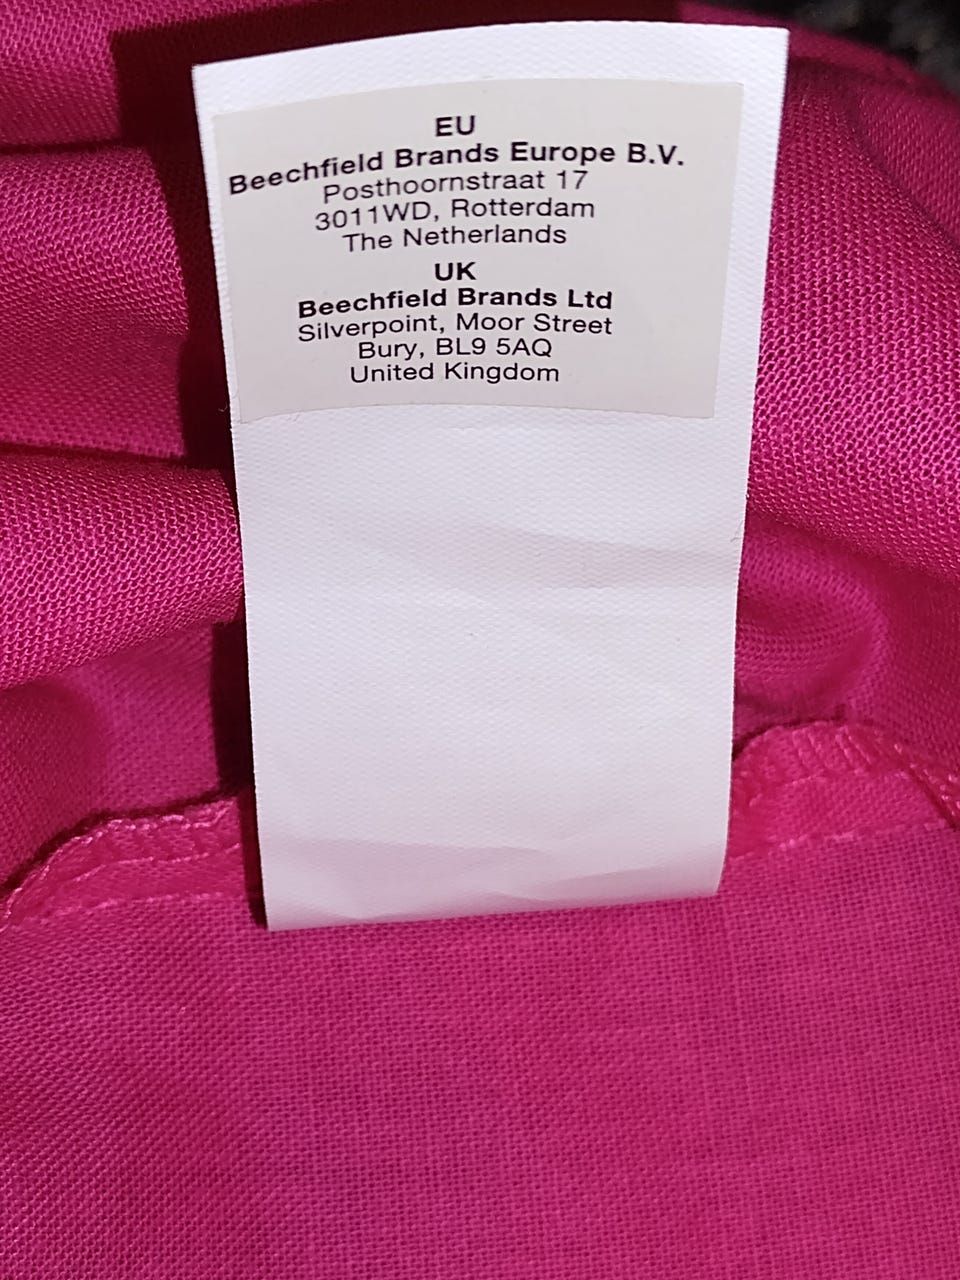 EU
Beechfield Brands Europe B.V.
Posthoornstraat 17
3011WD, Rotterdam
The Netherlands
UK
Beechfield Brands Ltd
Silverpoint, Moor Street
Bury, BL9 5AQ
United Kingdom